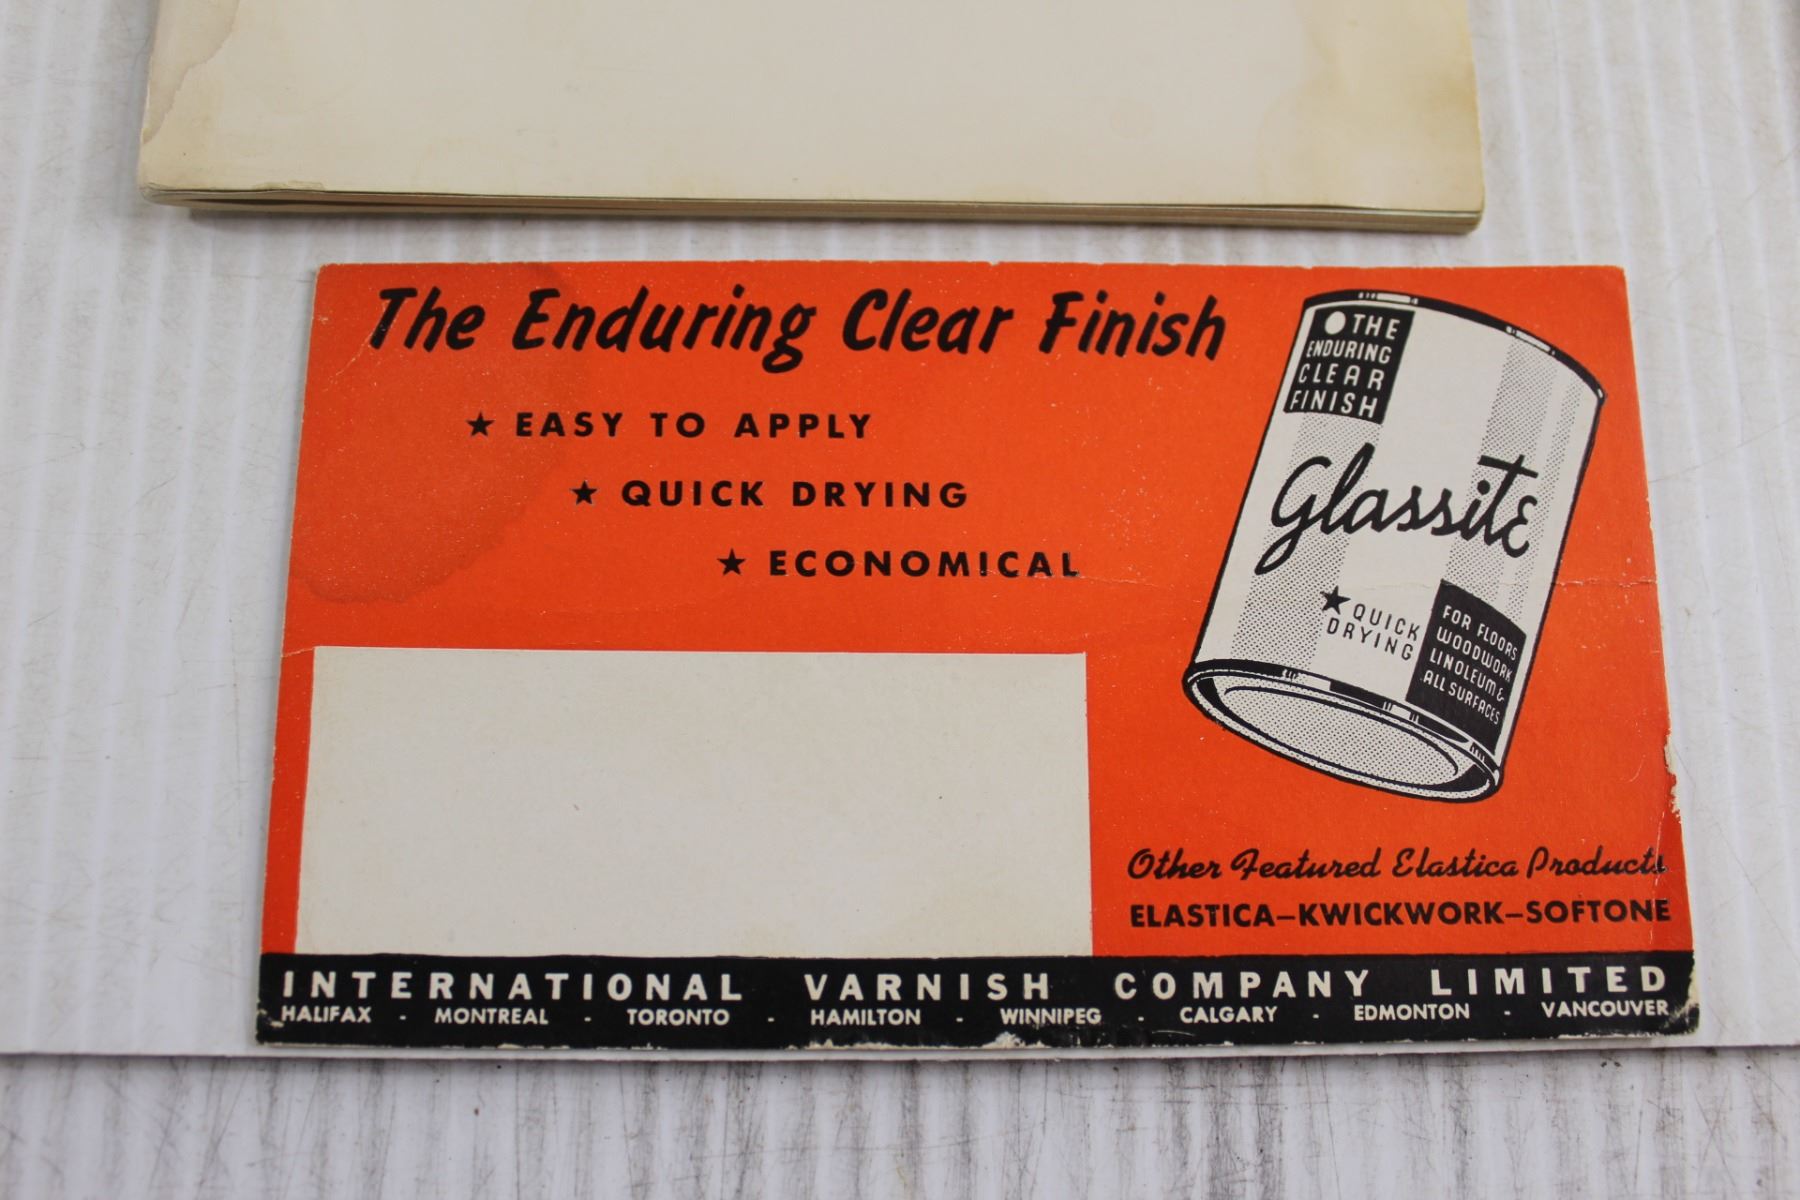 The Enduring Clear Finish
★ EASY TO APPLY
★ QUICK DRYING
★ ECONOMICAL
THE
ENDURING
CLEAR
FINISH
Glassite
★ QUICK
DRYING
FOR FLOORS
WOODWORK
LINOLEUM &
ALL SURFACES
Other Featured Elastica Products
ELASTICA–KWICKWORK–SOFTONE
INTERNATIONAL VARNISH COMPANY LIMITED
HALIFAX - MONTREAL - TORONTO - HAMILTON - WINNIPEG - CALGARY - EDMONTON - VANCOUVER